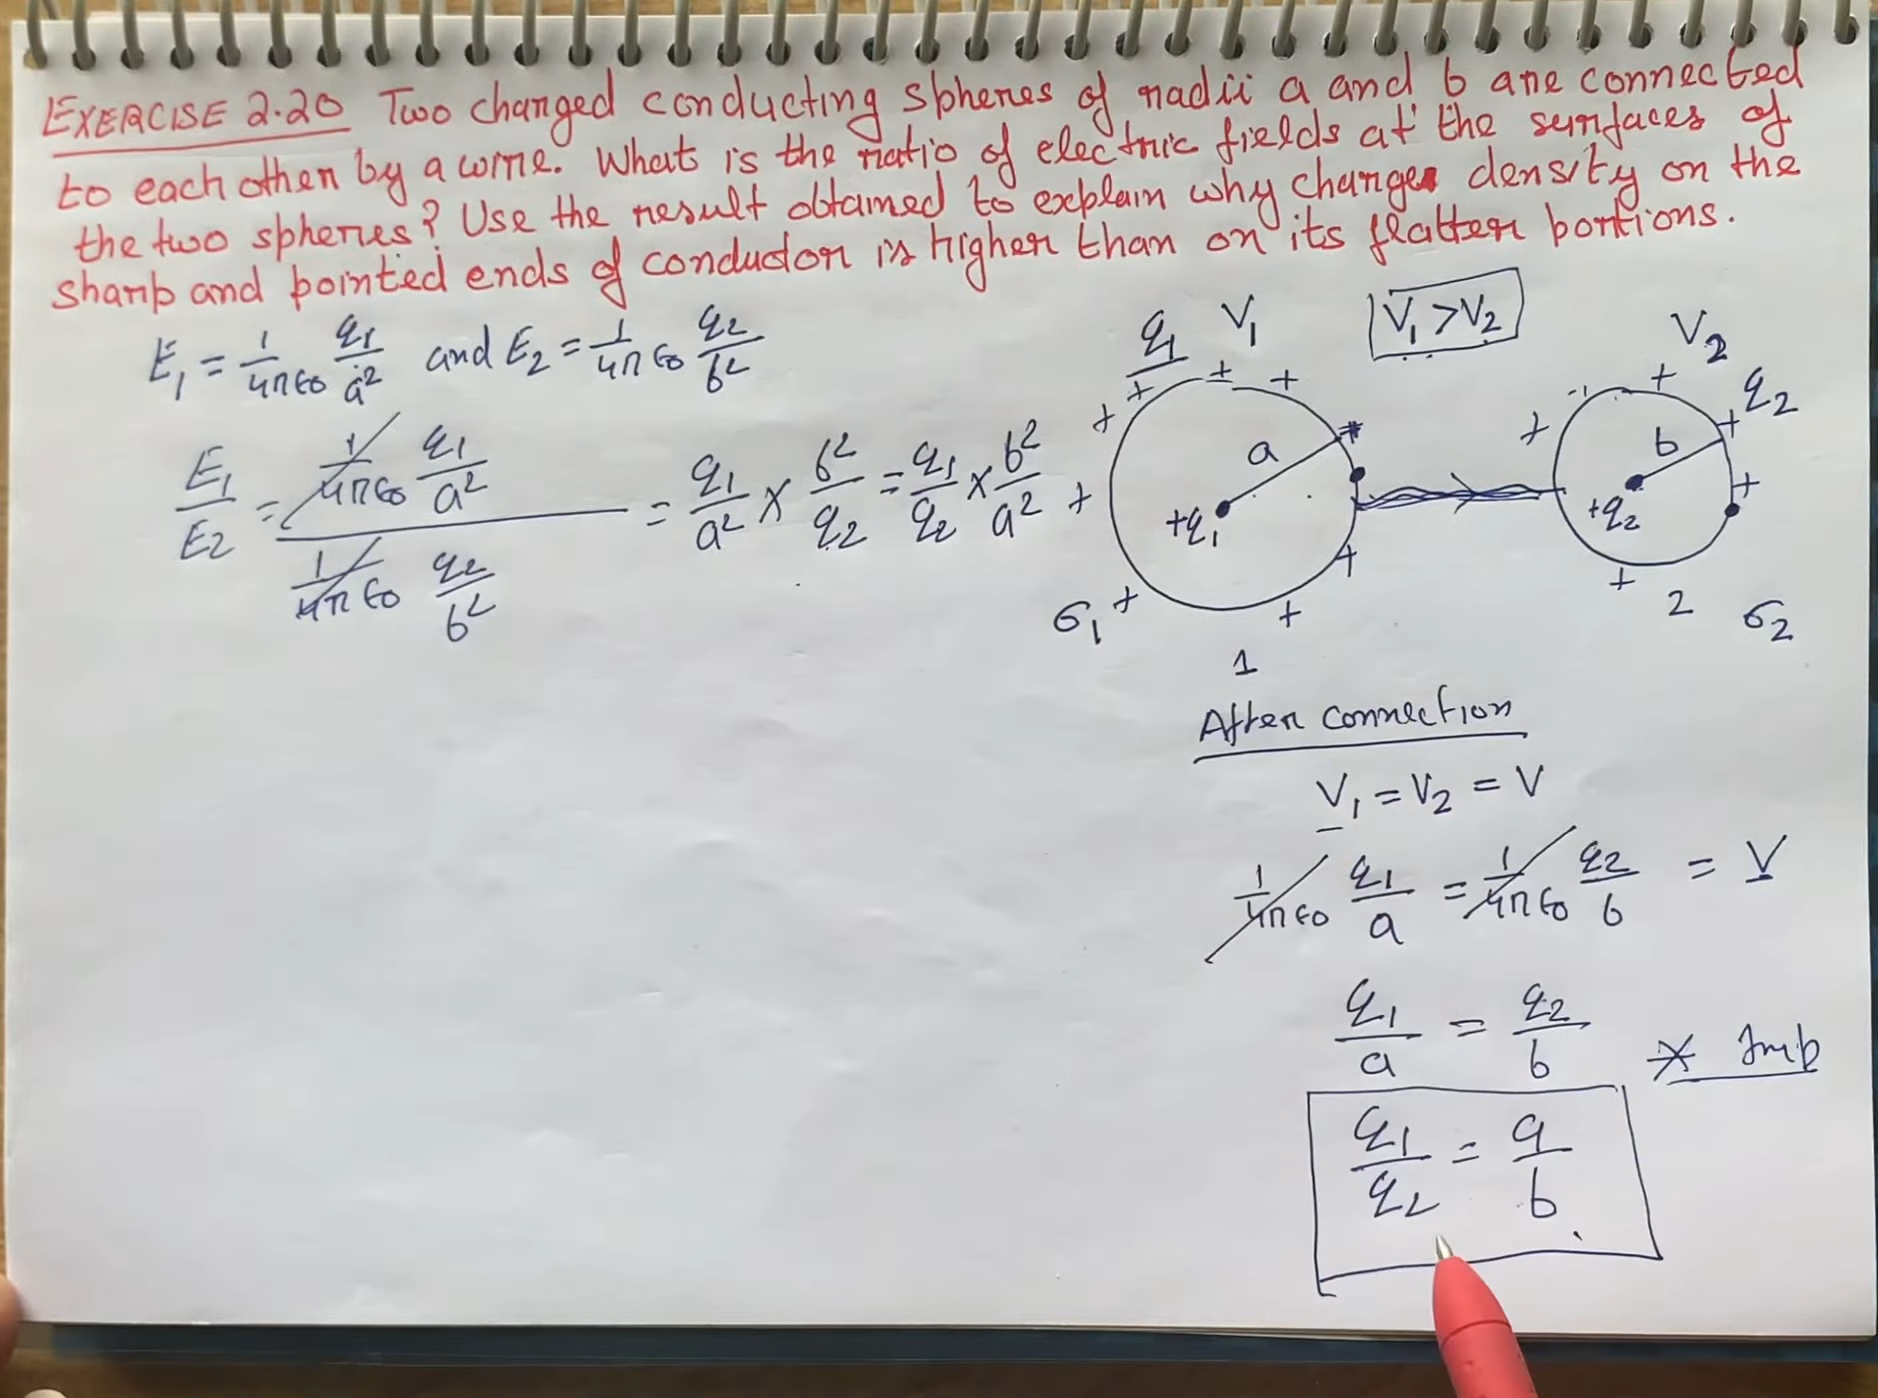 EXERCISE 2.20 Two charged conducting spheres of radii a and b are connected
to each other by a wire. What is the ratio of electric fields at the surfaces of
the two spheres? Use the result obtained to explain why charge density on the
sharp and pointed ends of conductor is higher than on its flatter portions.
E₁ = 1/4πϵ₀ q₁/a² and E₂ = 1/4πϵ₀ q₂/b²
E₁/E₂ = (1/4πϵ₀ q₁/a²) / (1/4πϵ₀ q₂/b²) = q₁/a² × b²/q₂ = q₁/q₂ × b²/a²
q₁ V₁
V₁ > V₂
V₂
q₂
a
b
+q₁
+q₂
σ₁
1
2
σ₂
After connection
V₁ = V₂ = V
1/4πϵ₀ q₁/a = 1/4πϵ₀ q₂/b = V
q₁/a = q₂/b
* Imp
q₁/q₂ = a/b